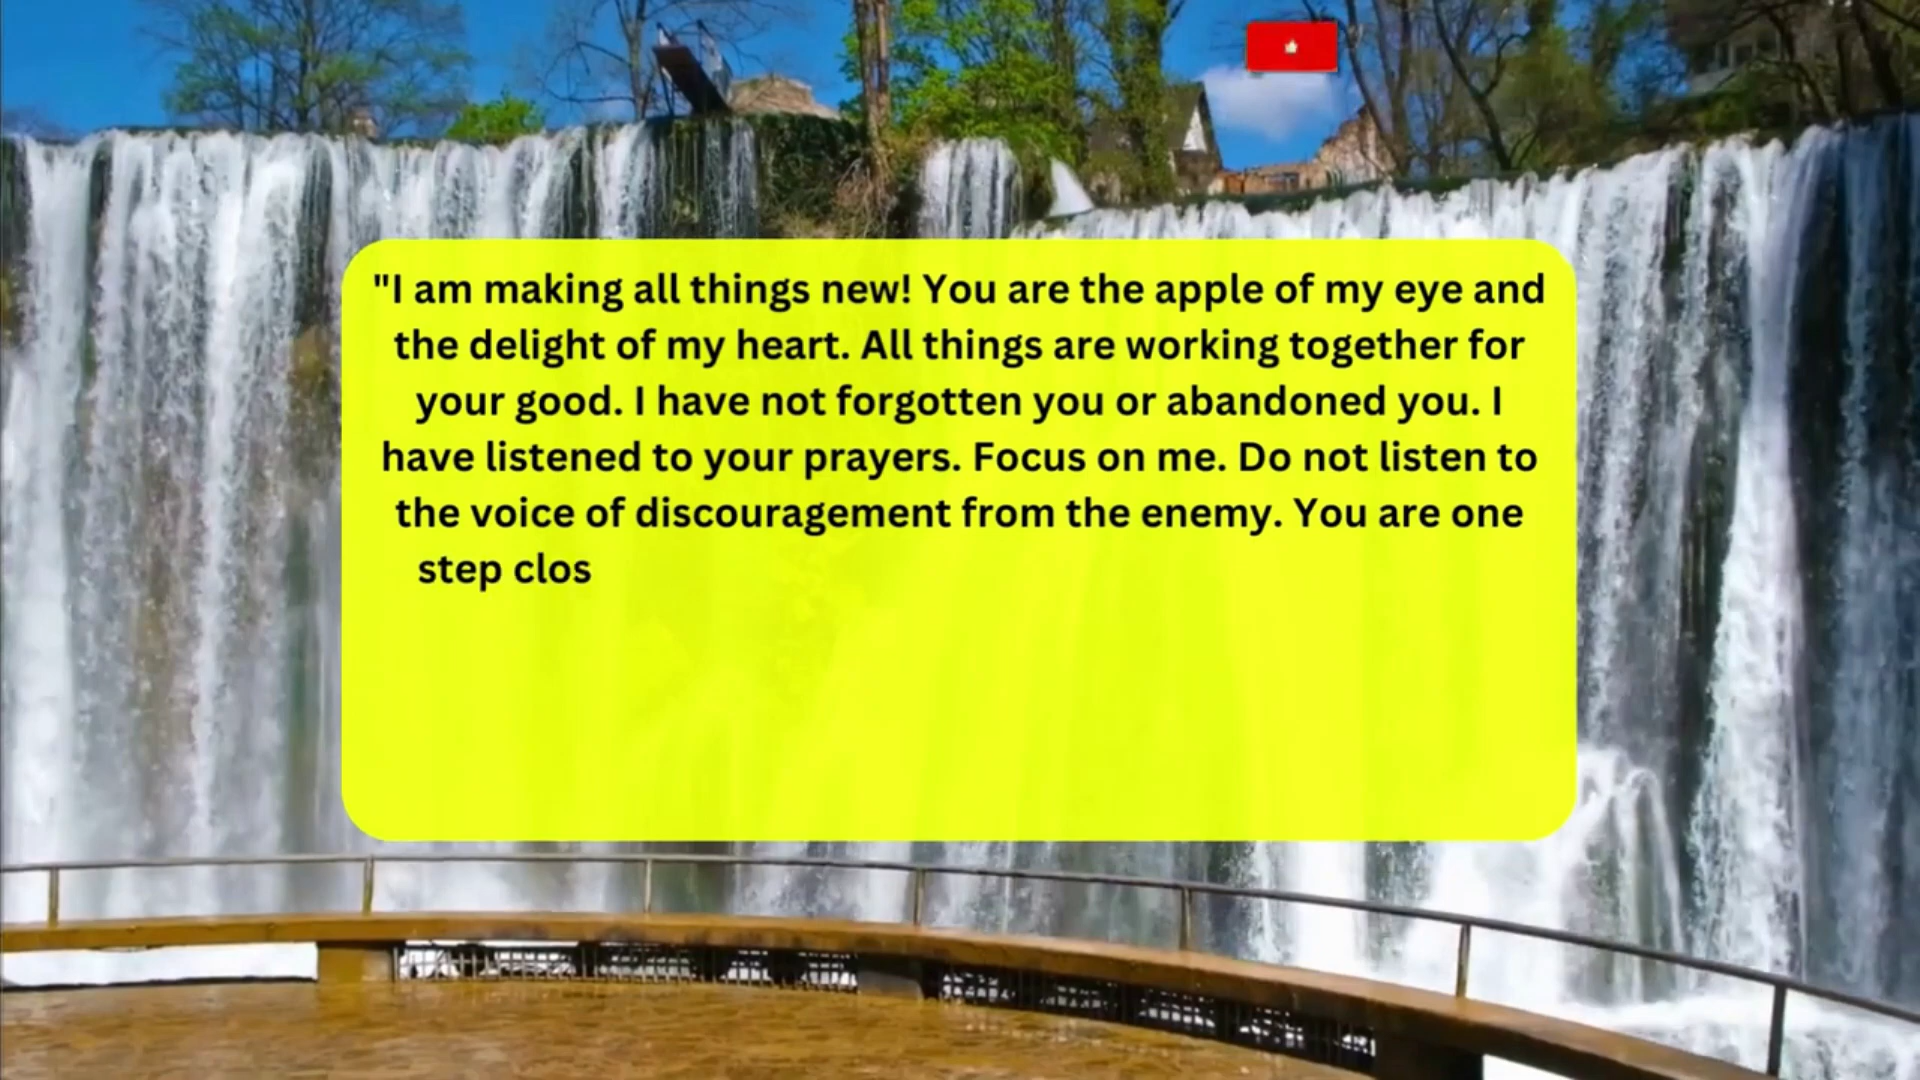 "I am making all things new! You are the apple of my eye and
the delight of my heart. All things are working together for
your good. I have not forgotten you or abandoned you. I
have listened to your prayers. Focus on me. Do not listen to
the voice of discouragement from the enemy. You are one
step clos